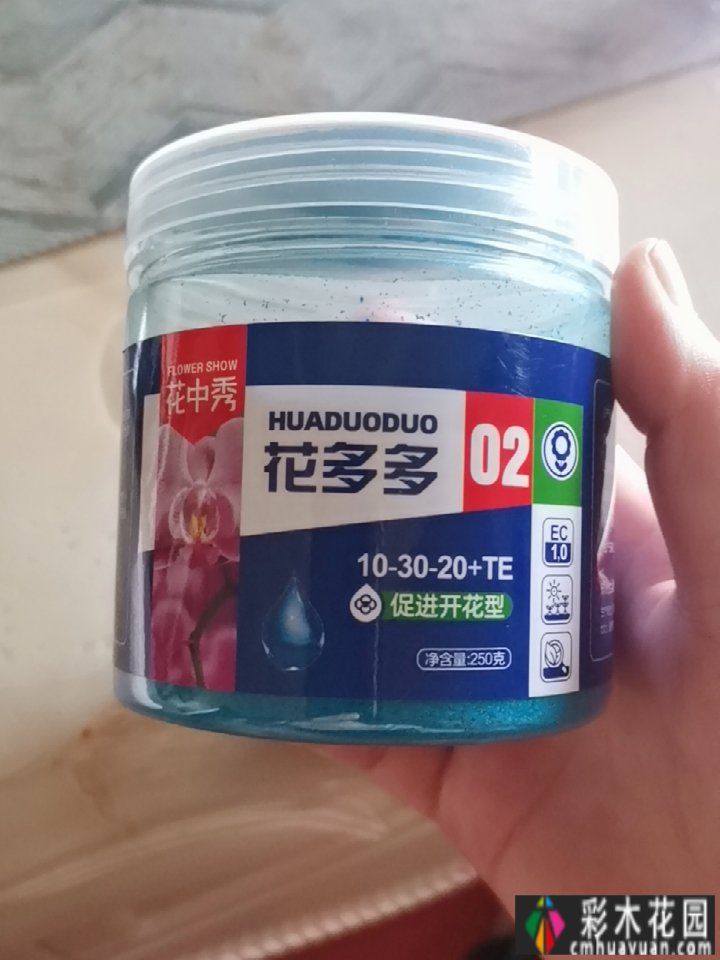 FLOWER SHOW
花中秀
HUADUODUO
花多多
02
EC
1.0
10-30-20+TE
促进开花型
净含量:250克
彩木花园
cmhuayuan.com